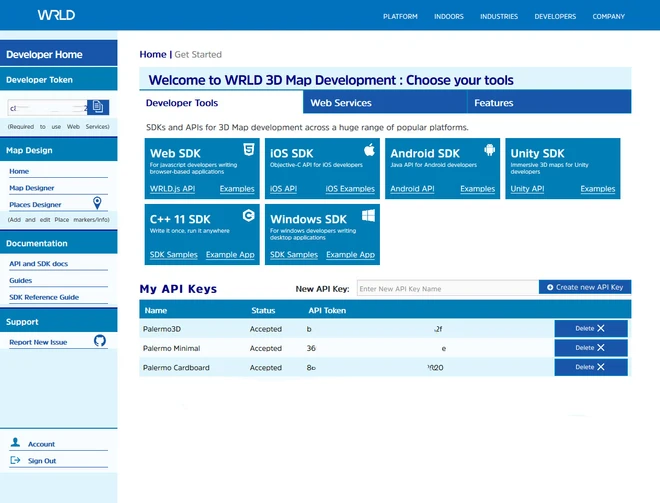 WRLD
PLATFORM INDOORS INDUSTRIES DEVELOPERS COMPANY
Developer Home
Developer Token
cl
(Required to use Web Services)
Map Design
Home
Map Designer
Places Designer
(Add and edit Place markers/info)
Documentation
API and SDK docs
Guides
SDK Reference Guide
Support
Report New Issue
Account
Sign Out
Home | Get Started
Welcome to WRLD 3D Map Development : Choose your tools
Developer Tools Web Services Features
SDKs and APIs for 3D Map development across a huge range of popular platforms.
Web SDK
For javascript developers writing
browser-based applications
WRLD.js API Examples
iOS SDK
Objective-C API for iOS developers
iOS API iOS Examples
Android SDK
Java API for Android developers
Android API Examples
Unity SDK
Immersive 3D maps for Unity
developers
Unity API Examples
C++ 11 SDK
Write it once, run it anywhere
SDK Samples Example App
Windows SDK
For windows developers writing
desktop applications
SDK Samples Example App
My API Keys New API Key: Enter New API Key Name Create new API Key
Name Status API Token
Palermo3D Accepted b 2f Delete
Palermo Minimal Accepted 36 e Delete
Palermo Cardboard Accepted 820 Delete